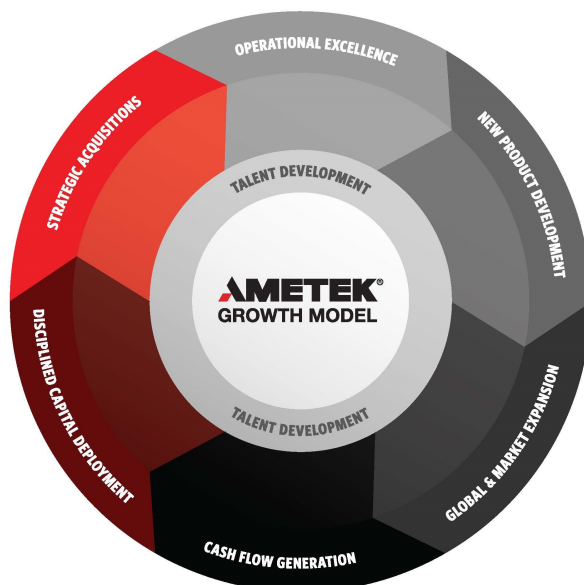 OPERATIONAL EXCELLENCE
NEW PRODUCT DEVELOPMENT
GLOBAL & MARKET EXPANSION
CASH FLOW GENERATION
DISCIPLINED CAPITAL DEPLOYMENT
STRATEGIC ACQUISITIONS
TALENT DEVELOPMENT
AMETEK®
GROWTH MODEL
TALENT DEVELOPMENT